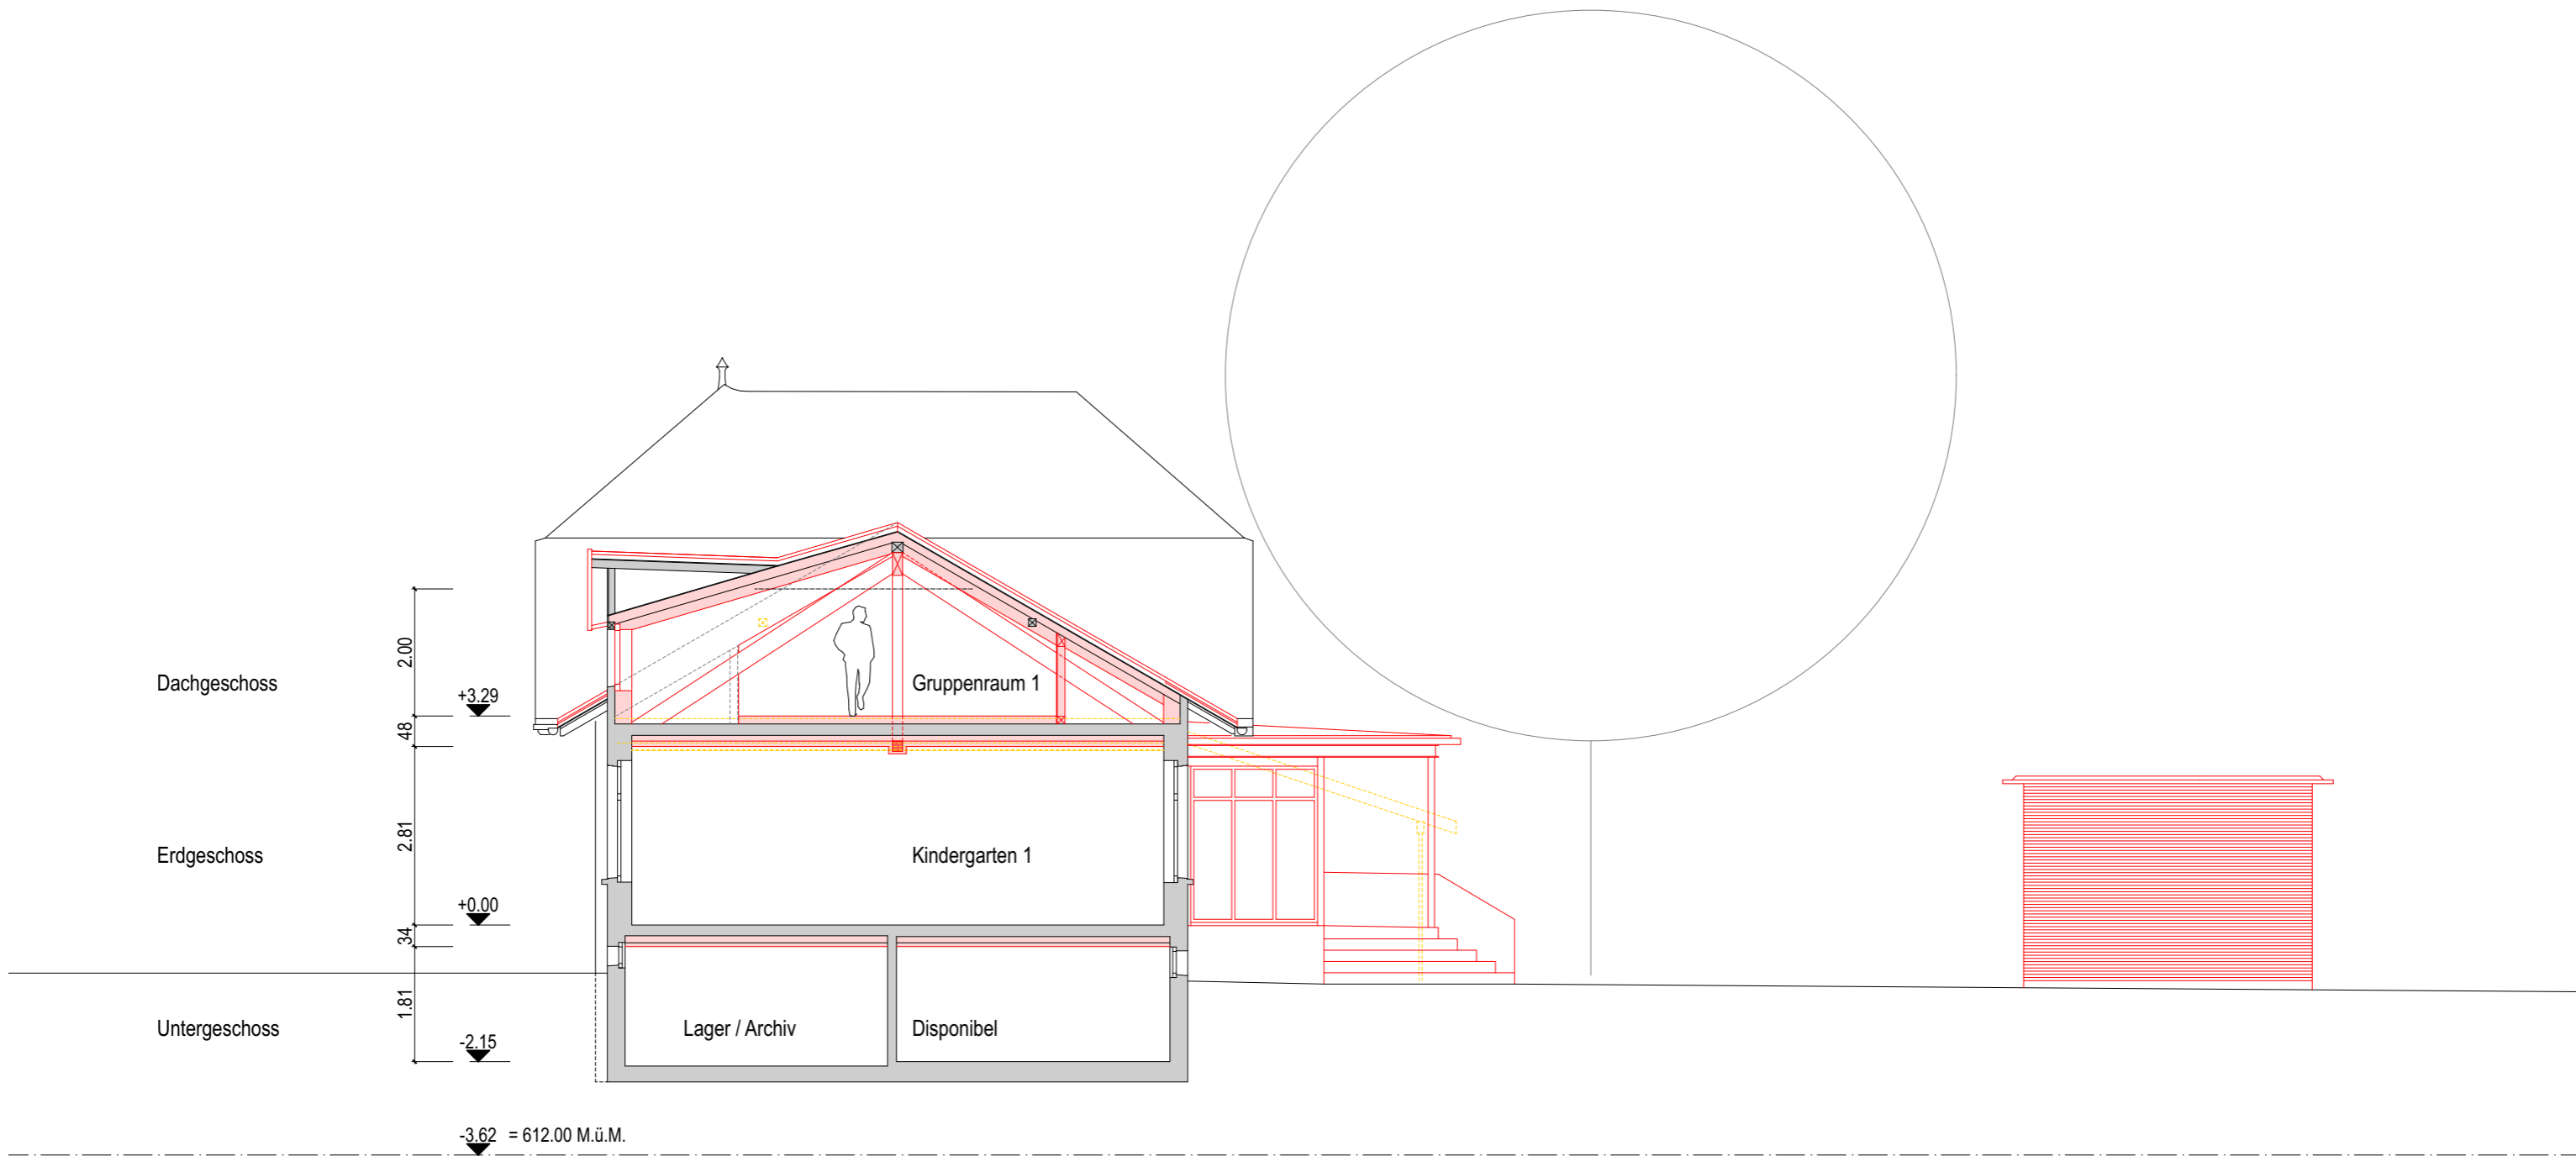 2.00
Dachgeschoss
Gruppenraum 1
+3.29
48
2.81
Erdgeschoss
Kindergarten 1
+0.00
34
1.81
Untergeschoss
Lager / Archiv
Disponibel
-2.15
-3.62 = 612.00 M.ü.M.